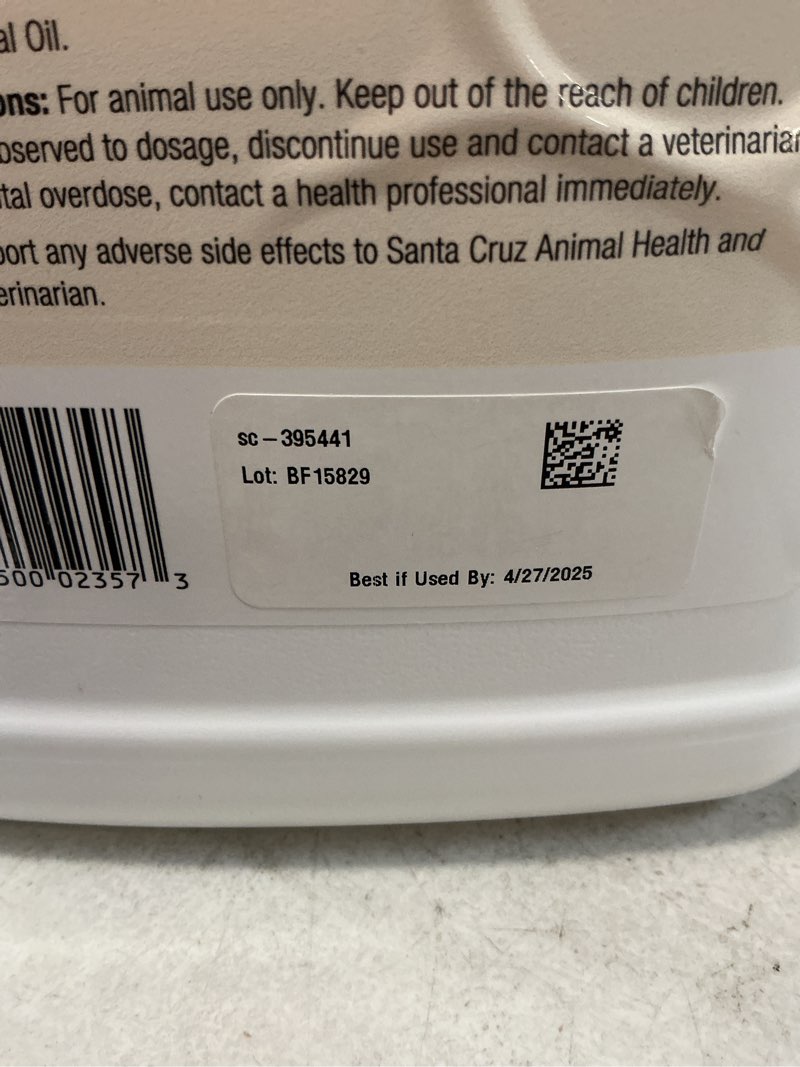 al Oil.
ons: For animal use only. Keep out of the reach of children.
bserved to dosage, discontinue use and contact a veterinarian
tal overdose, contact a health professional immediately.
port any adverse side effects to Santa Cruz Animal Health and
erinarian.
sc-395441
Lot: BF15829
Best if Used By: 4/27/2025
500 02357 3